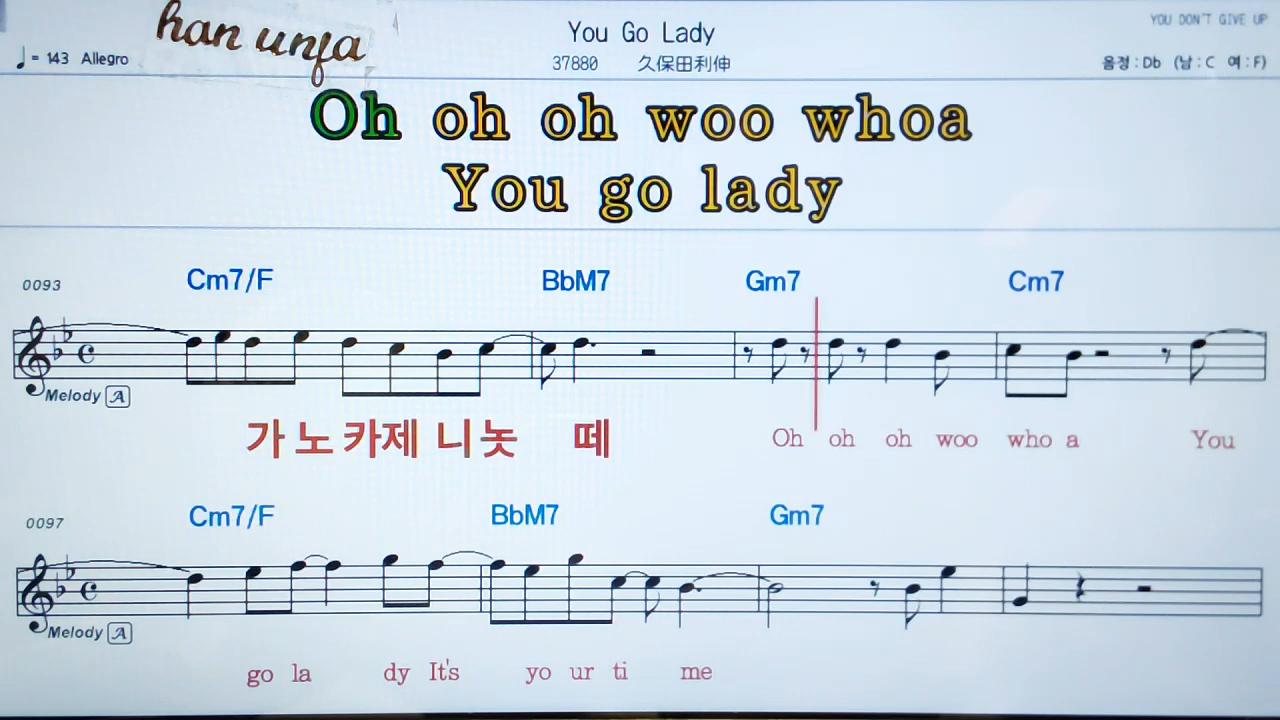 han unja
You Go Lady
YOU DON'T GIVE UP
♩= 143 Allegro
37880 久保田利伸
음정:Db (남:C 여:F)
Oh oh oh woo whoa
You go lady
0093 Cm7/F BbM7 Gm7 Cm7
Melody A
가 노 카제 니 놋 떼 Oh oh oh woo who a You
0097 Cm7/F BbM7 Gm7
Melody A
go la dy It's yo ur ti me